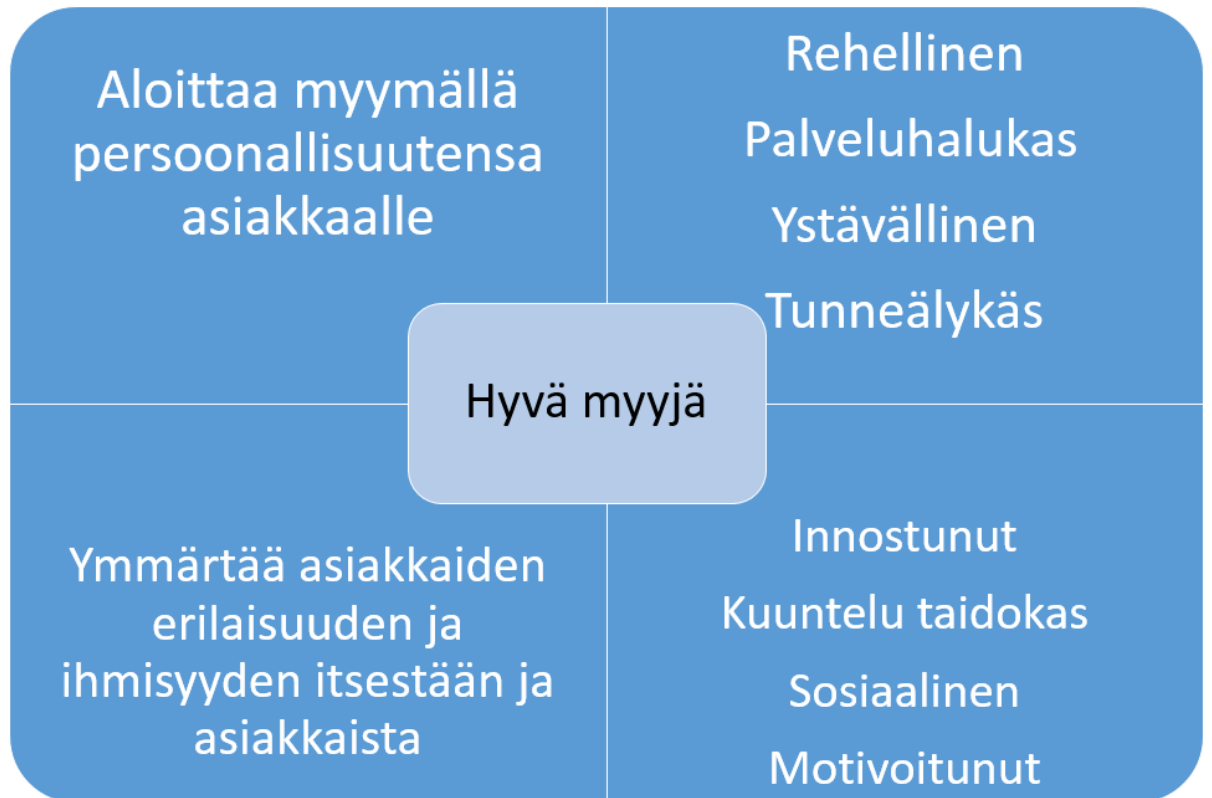 Aloittaa myymällä
persoonallisuutensa
asiakkaalle
Rehellinen
Palveluhalukas
Ystävällinen
Tunneälykäs
Hyvä myyjä
Ymmärtää asiakkaiden
erilaisuuden ja
ihmisyyden itsestään ja
asiakkaista
Innostunut
Kuuntelu taidokas
Sosiaalinen
Motivoitunut